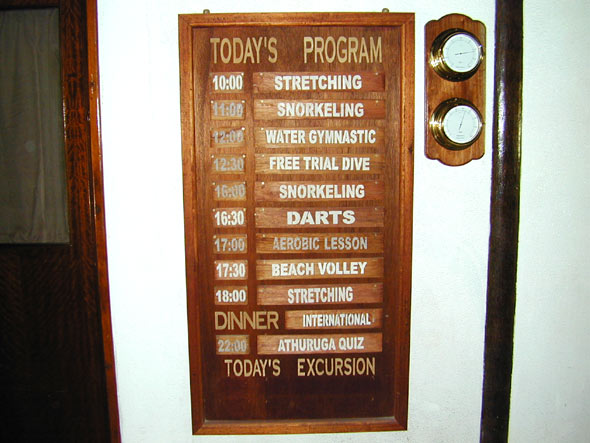 TODAY'S PROGRAM
10:00 STRETCHING
11:00 SNORKELING
12:00 WATER GYMNASTIC
12:30 FREE TRIAL DIVE
16:00 SNORKELING
16:30 DARTS
17:00 AEROBIC LESSON
17:30 BEACH VOLLEY
18:00 STRETCHING
DINNER INTERNATIONAL
22:00 ATHURUGA QUIZ
TODAY'S EXCURSION